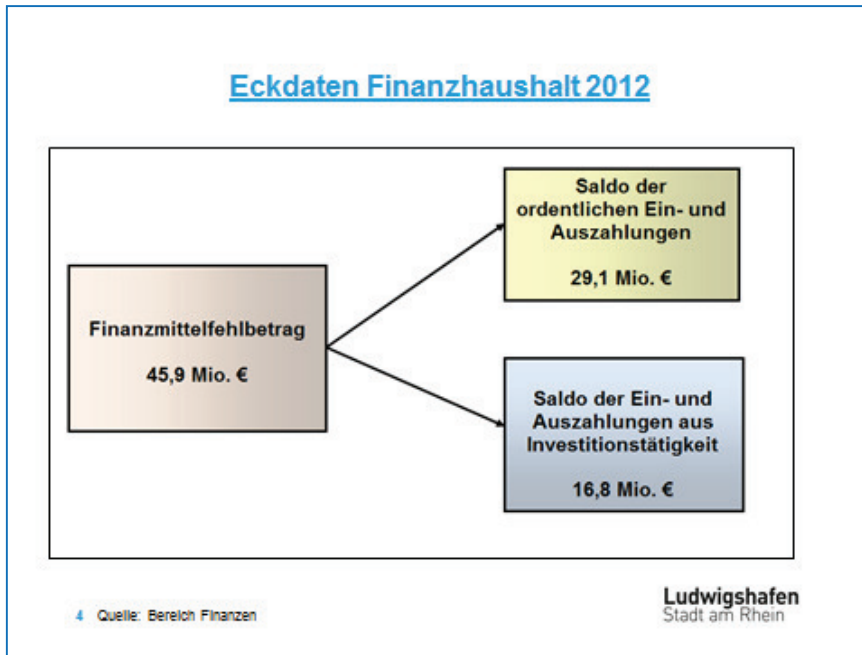 Eckdaten Finanzhaushalt 2012
Finanzmittelfehlbetrag
45,9 Mio. €
Saldo der
ordentlichen Ein- und
Auszahlungen
29,1 Mio. €
Saldo der Ein- und
Auszahlungen aus
Investitionstätigkeit
16,8 Mio. €
4 Quelle: Bereich Finanzen
Ludwigshafen
Stadt am Rhein